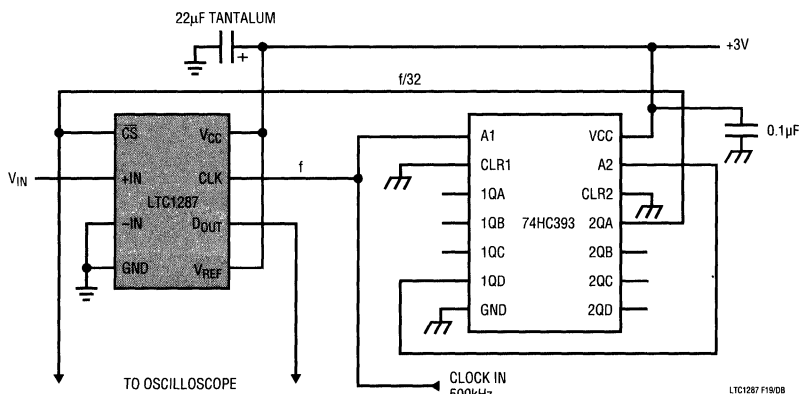 22µF TANTALUM
+
+3V
f/32
CS
VCC
A1
VCC
0.1µF
CLR1
A2
VIN
+IN
CLK
f
LTC1287
1QA
CLR2
–IN
DOUT
1QB
74HC393
2QA
1QC
2QB
GND
VREF
1QD
2QC
GND
2QD
TO OSCILLOSCOPE
CLOCK IN
500kHz
LTC1287 F19/DB